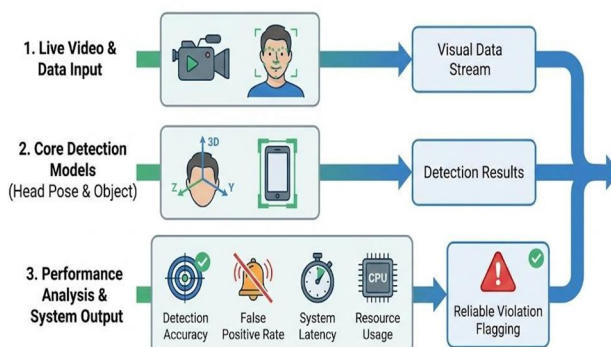 1. Live Video &
Data Input
Visual Data
Stream
2. Core Detection
Models
(Head Pose & Object)
3D
Z
Y
Detection Results
3. Performance
Analysis &
System Output
Detection
Accuracy
False
Positive Rate
System
Latency
CPU
Resource
Usage
Reliable Violation
Flagging